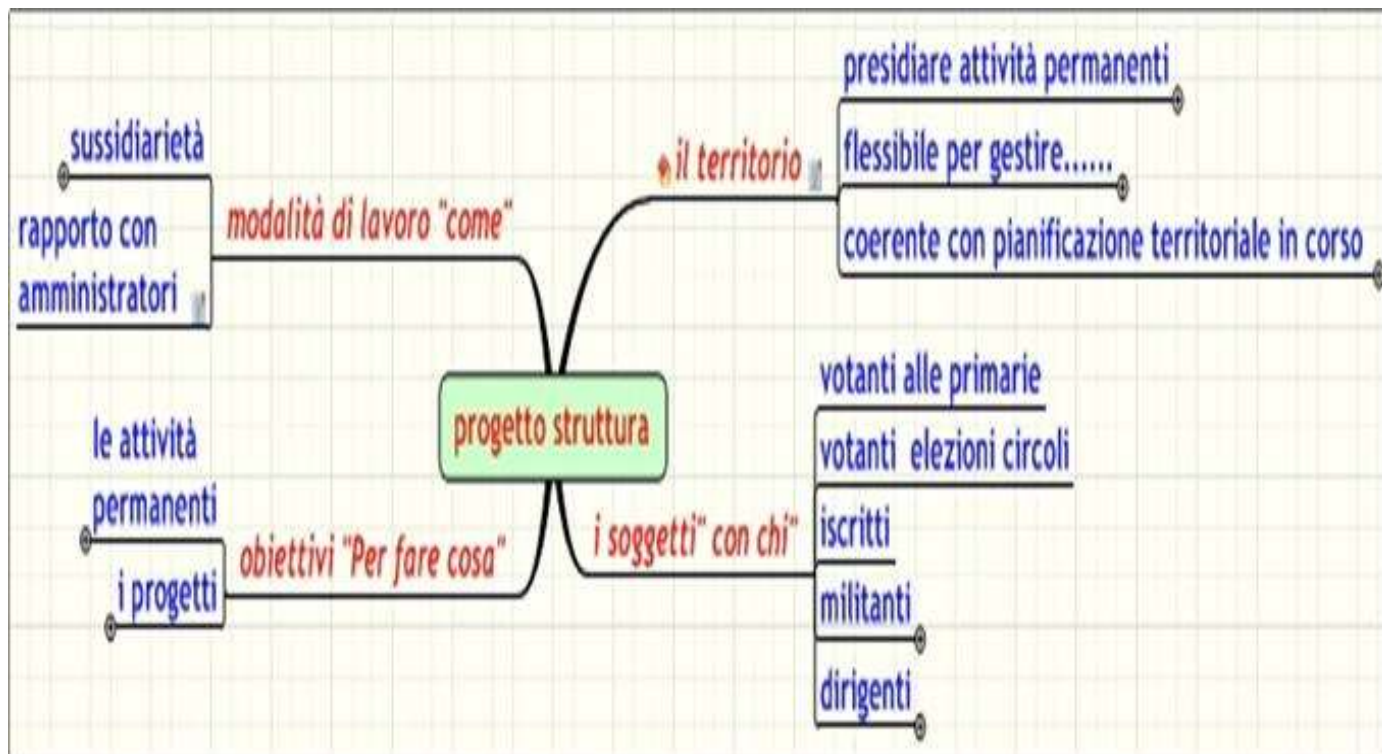 presidiare attività permanenti
flessibile per gestire......
coerente con pianificazione territoriale in corso
il territorio
sussidiarietà
rapporto con
amministratori
modalità di lavoro "come"
progetto struttura
votanti alle primarie
votanti elezioni circoli
iscritti
militanti
dirigenti
i soggetti" con chi"
le attività
permanenti
i progetti
obiettivi "Per fare cosa"